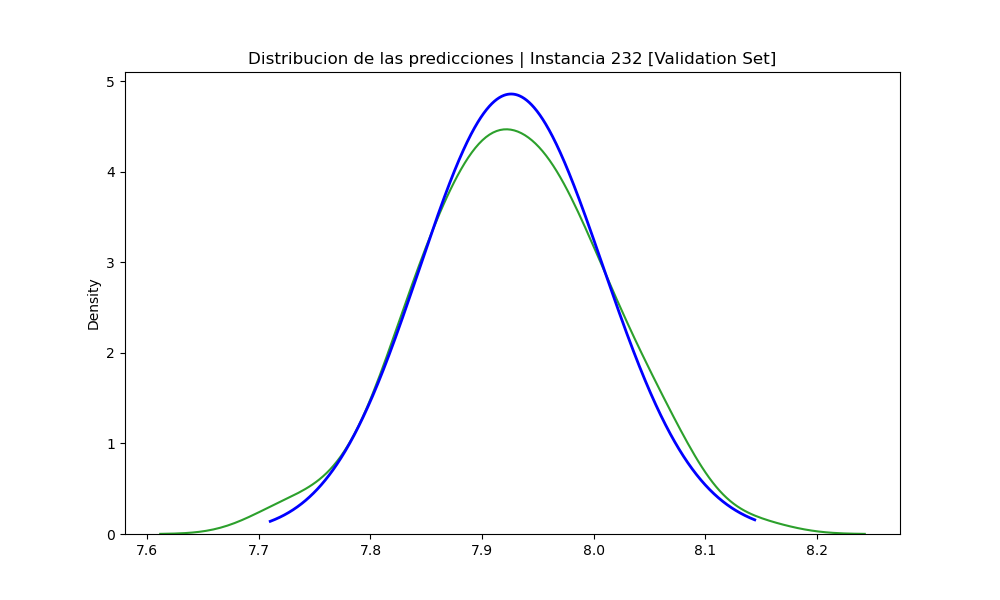 Distribucion de las predicciones | Instancia 232 [Validation Set]
5
4
3
2
1
0
Density
7.6 7.7 7.8 7.9 8.0 8.1 8.2